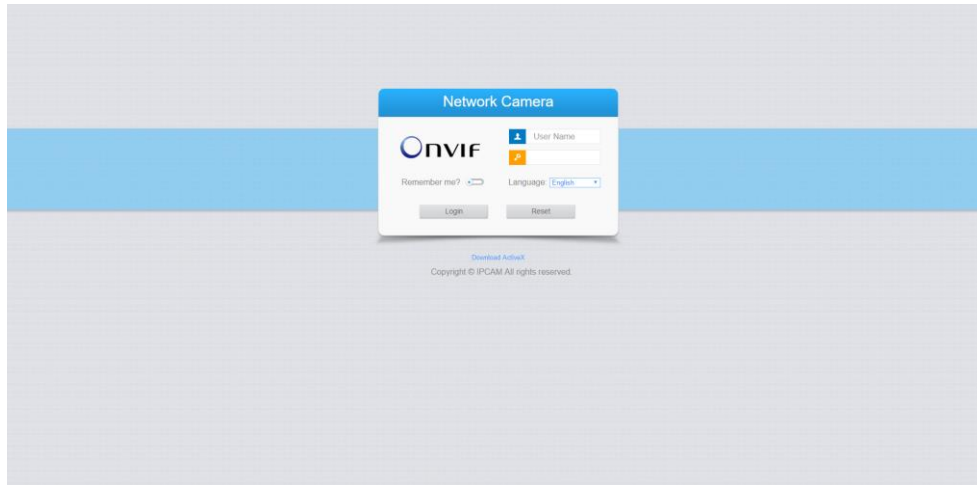 Network Camera
ONVIF
User Name
Remember me?
Language: English
Login
Reset
Download ActiveX
Copyright © IPCAM All rights reserved.